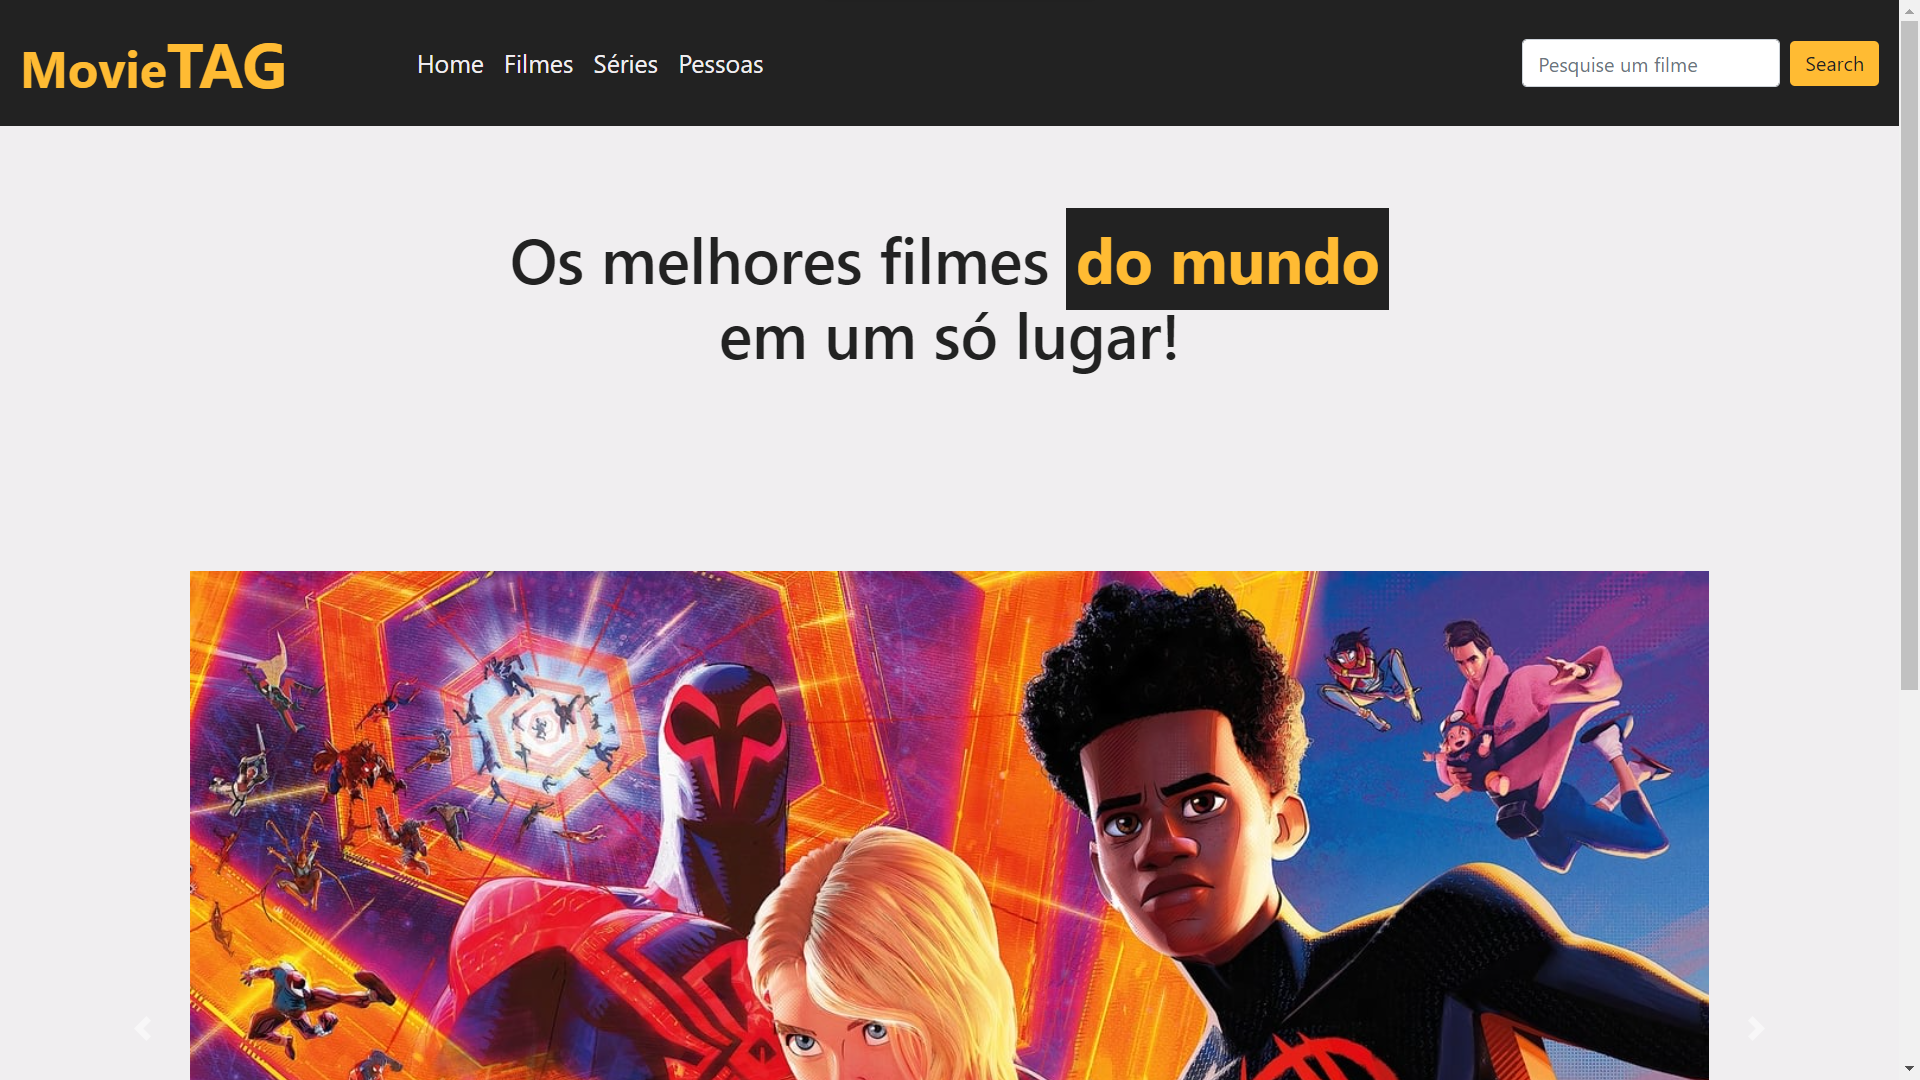 MovieTAG
Home Filmes Séries Pessoas
Pesquise um filme
Search
Os melhores filmes do mundo
em um só lugar!